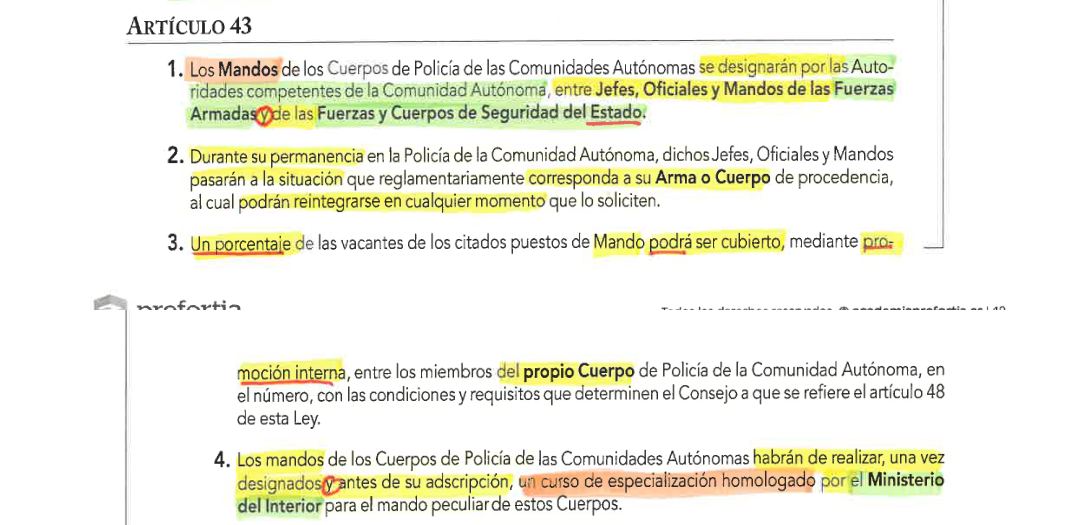 ARTÍCULO 43
1. Los Mandos de los Cuerpos de Policía de las Comunidades Autónomas se designarán por las Auto-
ridades competentes de la Comunidad Autónoma, entre Jefes, Oficiales y Mandos de las Fuerzas
Armadas y de las Fuerzas y Cuerpos de Seguridad del Estado.
2. Durante su permanencia en la Policía de la Comunidad Autónoma, dichos Jefes, Oficiales y Mandos
pasarán a la situación que reglamentariamente corresponda a su Arma o Cuerpo de procedencia,
al cual podrán reintegrarse en cualquier momento que lo soliciten.
3. Un porcentaje de las vacantes de los citados puestos de Mando podrá ser cubierto, mediante pro-
profortia
Todos los derechos reservados. © academiaprofortia.es | 49
moción interna, entre los miembros del propio Cuerpo de Policía de la Comunidad Autónoma, en
el número, con las condiciones y requisitos que determinen el Consejo a que se refiere el artículo 48
de esta Ley.
4. Los mandos de los Cuerpos de Policía de las Comunidades Autónomas habrán de realizar, una vez
designados y antes de su adscripción, un curso de especialización homologado por el Ministerio
del Interior para el mando peculiar de estos Cuerpos.